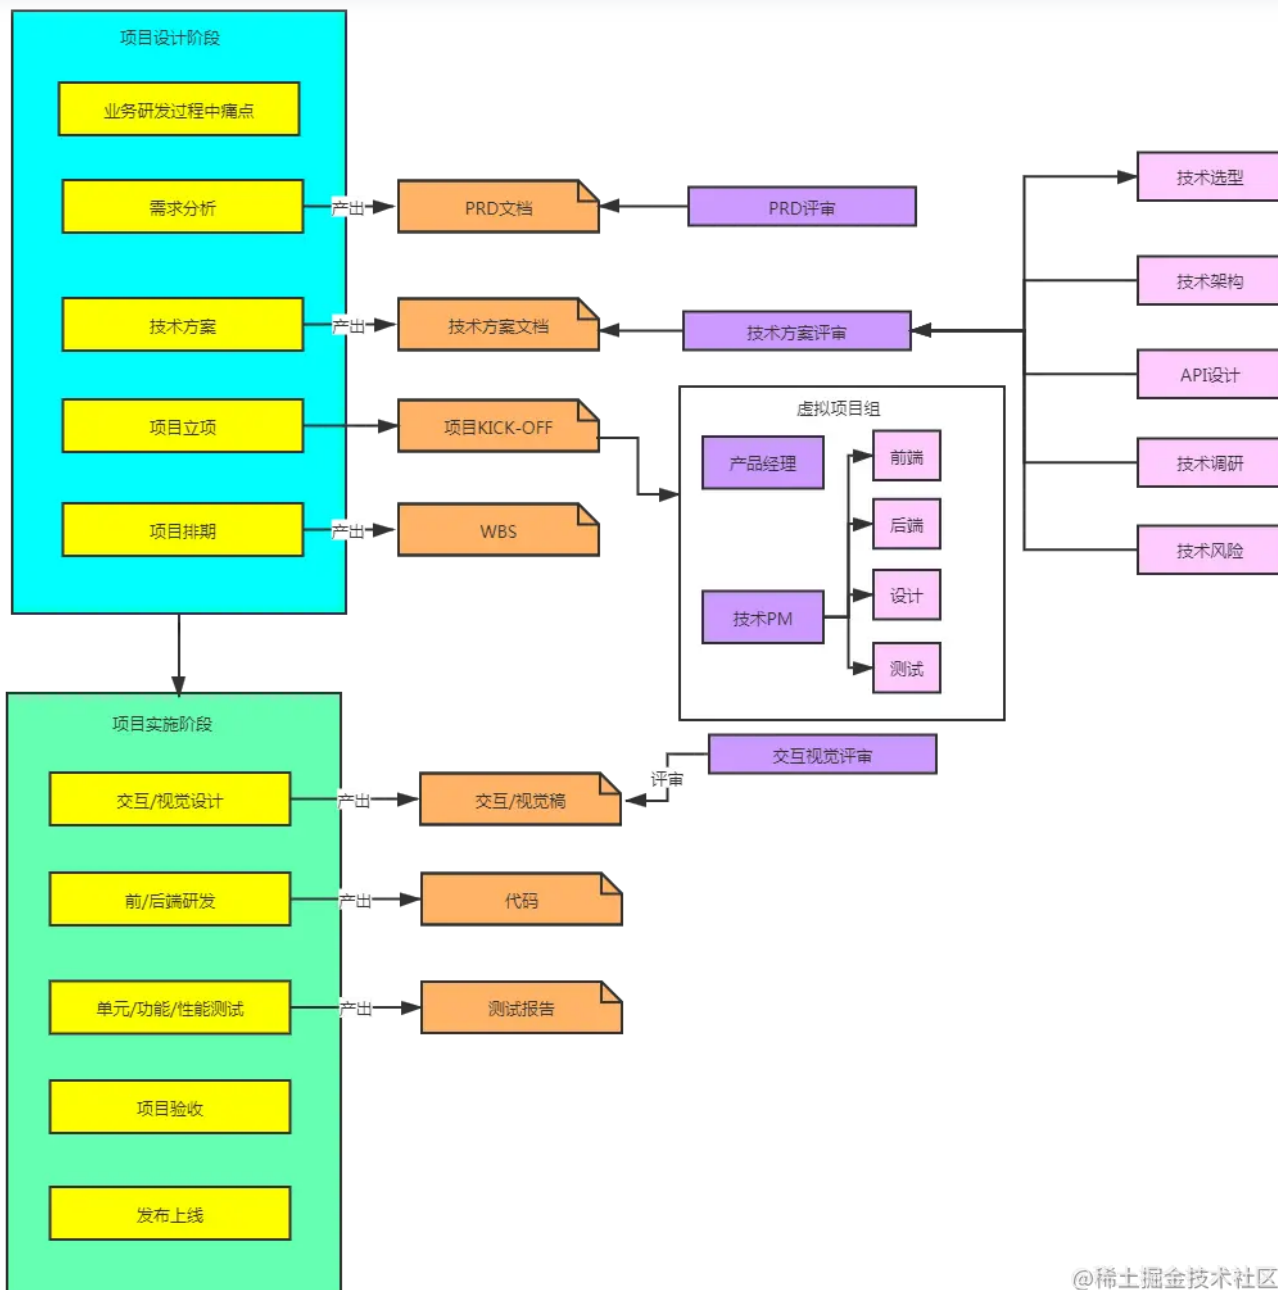 项目设计阶段
业务研发过程中痛点
需求分析
产出
PRD文档
PRD评审
技术选型
技术架构
技术方案
产出
技术方案文档
技术方案评审
API设计
项目立项
项目KICK-OFF
虚拟项目组
产品经理
前端
技术调研
项目排期
产出
WBS
后端
技术风险
设计
技术PM
测试
项目实施阶段
交互视觉评审
评审
交互/视觉设计
产出
交互/视觉稿
前/后端研发
产出
代码
单元/功能/性能测试
产出
测试报告
项目验收
发布上线
@稀土掘金技术社区